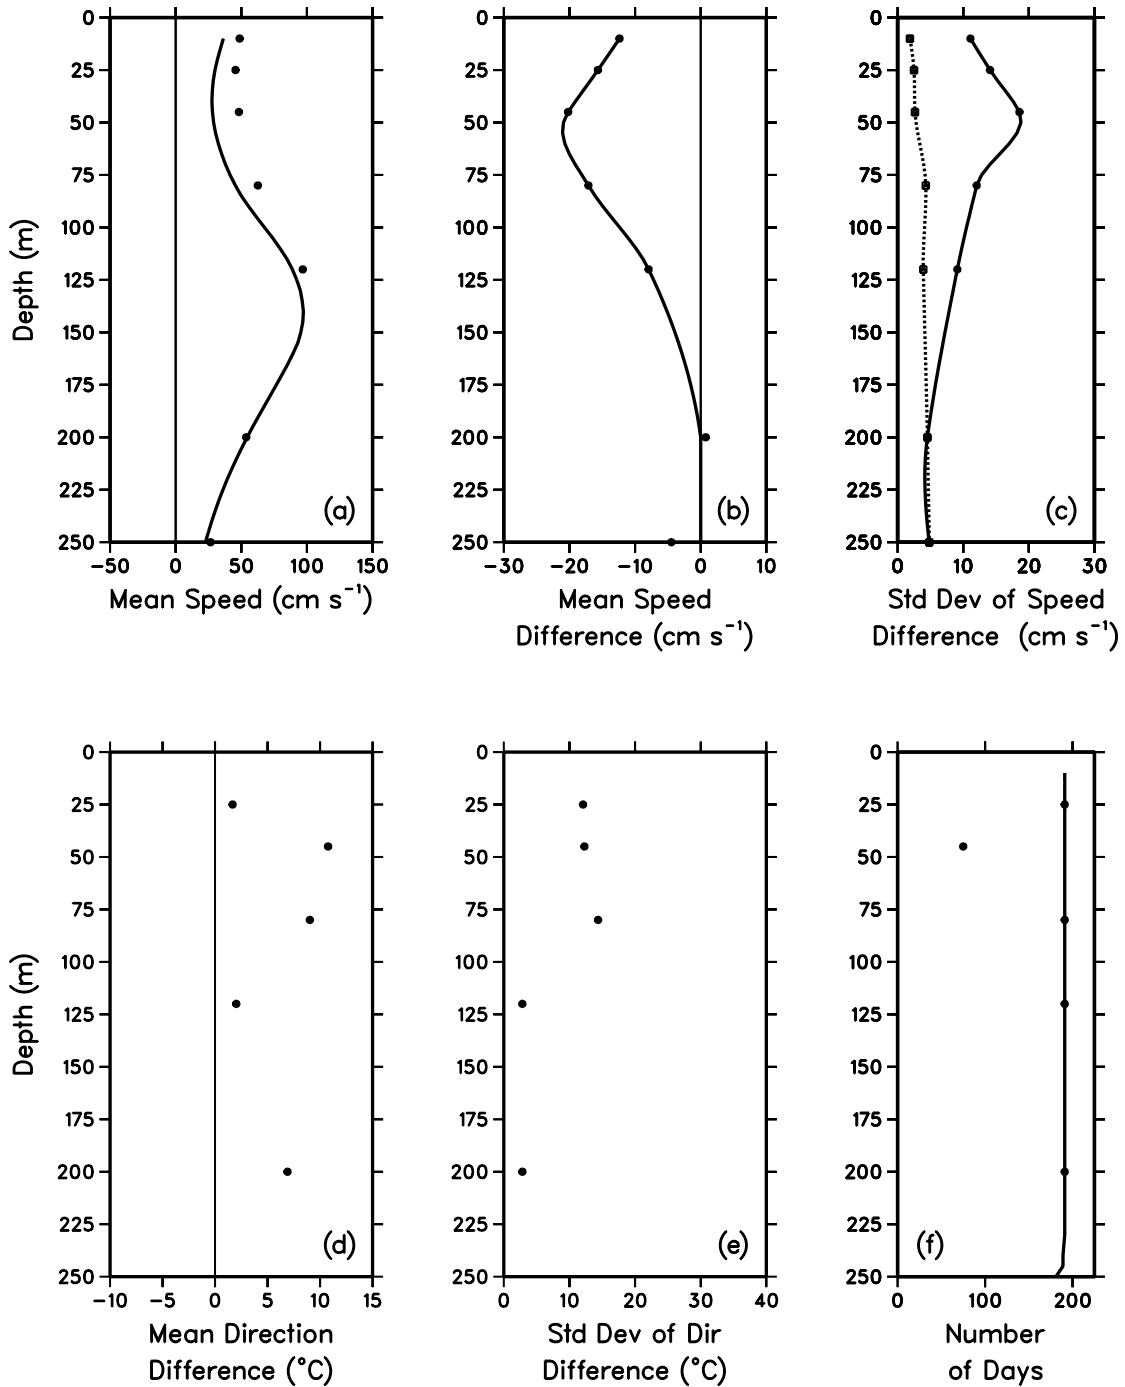 0 0 0
25 25 25
50 50 50
75 75 75
100 100 100
125 125 125
150 150 150
175 175 175
200 200 200
225 225 225
250 250 250
Depth (m)
(a) (b) (c)
−50 0 50 100 150 −30 −20 −10 0 10 0 10 20 30
Mean Speed (cm s⁻¹) Mean Speed Std Dev of Speed
Difference (cm s⁻¹) Difference (cm s⁻¹)
0 0 0
25 25 25
50 50 50
75 75 75
100 100 100
125 125 125
150 150 150
175 175 175
200 200 200
225 225 225
250 250 250
Depth (m)
(d) (e) (f)
−10 −5 0 5 10 15 0 10 20 30 40 0 100 200
Mean Direction Std Dev of Dir Number
Difference (°C) Difference (°C) of Days